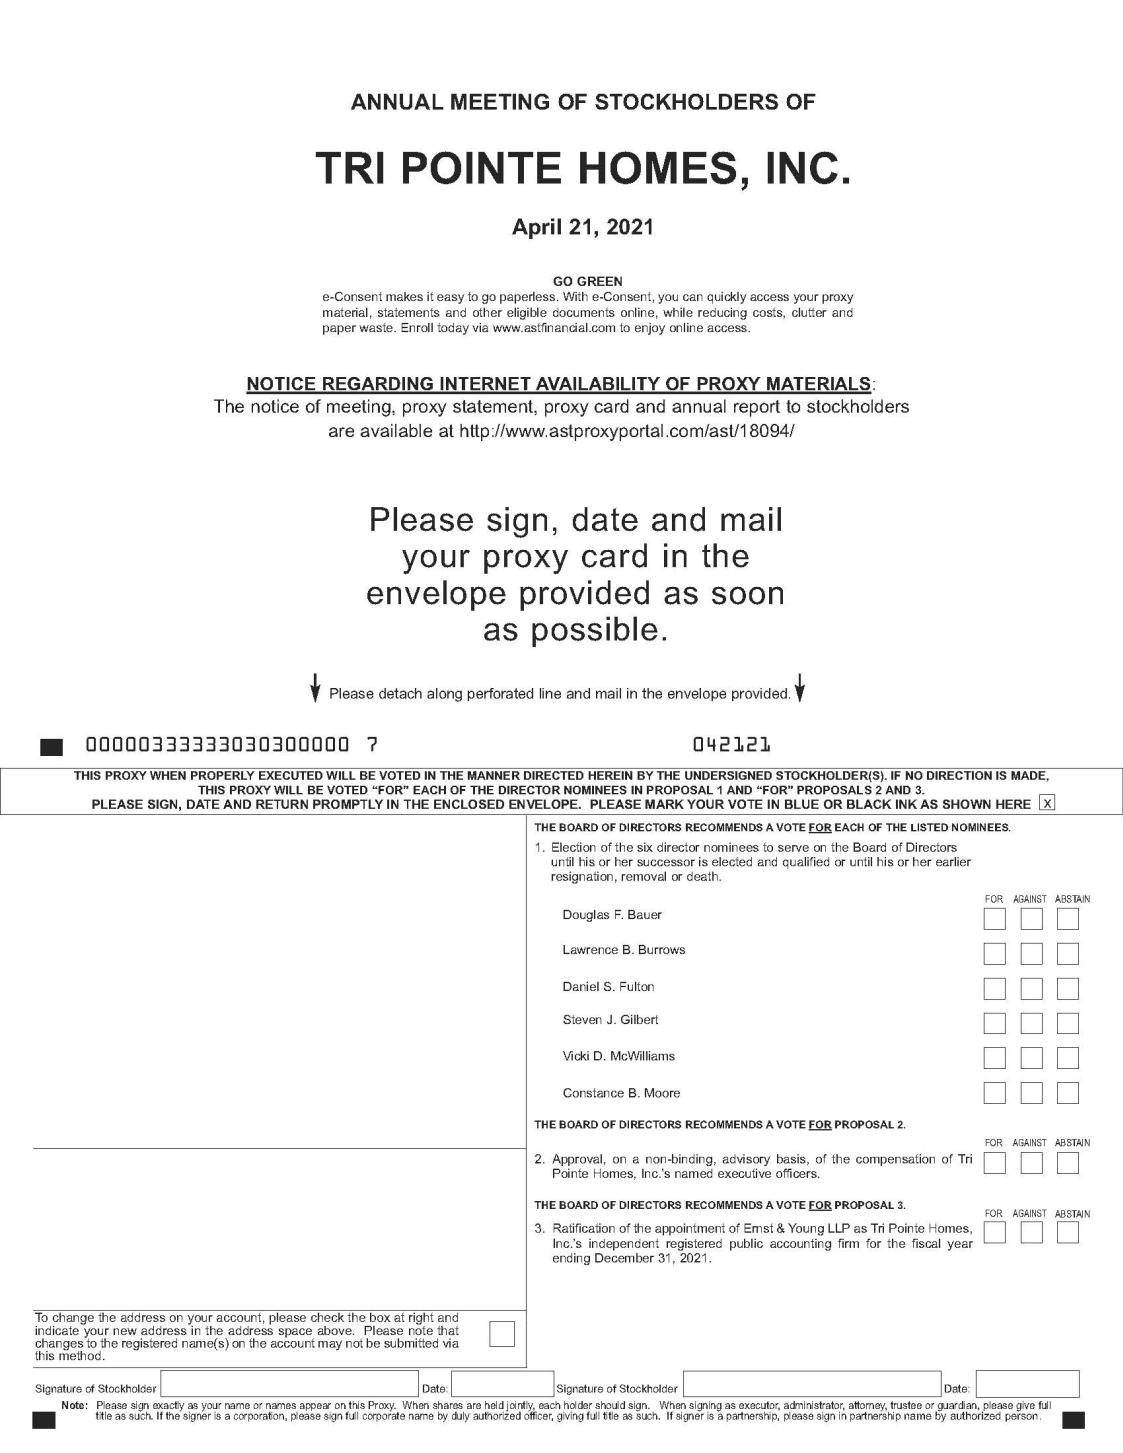 ANNUAL MEETING OF STOCKHOLDERS OF
TRI POINTE HOMES, INC.
April 21, 2021
GO GREEN
e-Consent makes it easy to go paperless. With e-Consent, you can quickly access your proxy
material, statements and other eligible documents online, while reducing costs, clutter and
paper waste. Enroll today via www.astfinancial.com to enjoy online access.
NOTICE REGARDING INTERNET AVAILABILITY OF PROXY MATERIALS:
The notice of meeting, proxy statement, proxy card and annual report to stockholders
are available at http://www.astproxyportal.com/ast/18094/
Please sign, date and mail
your proxy card in the
envelope provided as soon
as possible.
Please detach along perforated line and mail in the envelope provided.
00000333333030300000 7
042121
THIS PROXY WHEN PROPERLY EXECUTED WILL BE VOTED IN THE MANNER DIRECTED HEREIN BY THE UNDERSIGNED STOCKHOLDER(S). IF NO DIRECTION IS MADE,
THIS PROXY WILL BE VOTED “FOR” EACH OF THE DIRECTOR NOMINEES IN PROPOSAL 1 AND “FOR” PROPOSALS 2 AND 3.
PLEASE SIGN, DATE AND RETURN PROMPTLY IN THE ENCLOSED ENVELOPE. PLEASE MARK YOUR VOTE IN BLUE OR BLACK INK AS SHOWN HERE X
THE BOARD OF DIRECTORS RECOMMENDS A VOTE FOR EACH OF THE LISTED NOMINEES.
1. Election of the six director nominees to serve on the Board of Directors
until his or her successor is elected and qualified or until his or her earlier
resignation, removal or death.
FOR AGAINST ABSTAIN
Douglas F. Bauer
Lawrence B. Burrows
Daniel S. Fulton
Steven J. Gilbert
Vicki D. McWilliams
Constance B. Moore
THE BOARD OF DIRECTORS RECOMMENDS A VOTE FOR PROPOSAL 2.
FOR AGAINST ABSTAIN
2. Approval, on a non-binding, advisory basis, of the compensation of Tri
Pointe Homes, Inc.'s named executive officers.
THE BOARD OF DIRECTORS RECOMMENDS A VOTE FOR PROPOSAL 3.
FOR AGAINST ABSTAIN
3. Ratification of the appointment of Ernst & Young LLP as Tri Pointe Homes,
Inc.'s independent registered public accounting firm for the fiscal year
ending December 31, 2021.
To change the address on your account, please check the box at right and
indicate your new address in the address space above. Please note that
changes to the registered name(s) on the account may not be submitted via
this method.
Signature of Stockholder Date: Signature of Stockholder Date:
Note: Please sign exactly as your name or names appear on this Proxy. When shares are held jointly, each holder should sign. When signing as executor, administrator, attorney, trustee or guardian, please give full
title as such. If the signer is a corporation, please sign full corporate name by duly authorized officer, giving full title as such. If signer is a partnership, please sign in partnership name by authorized person.